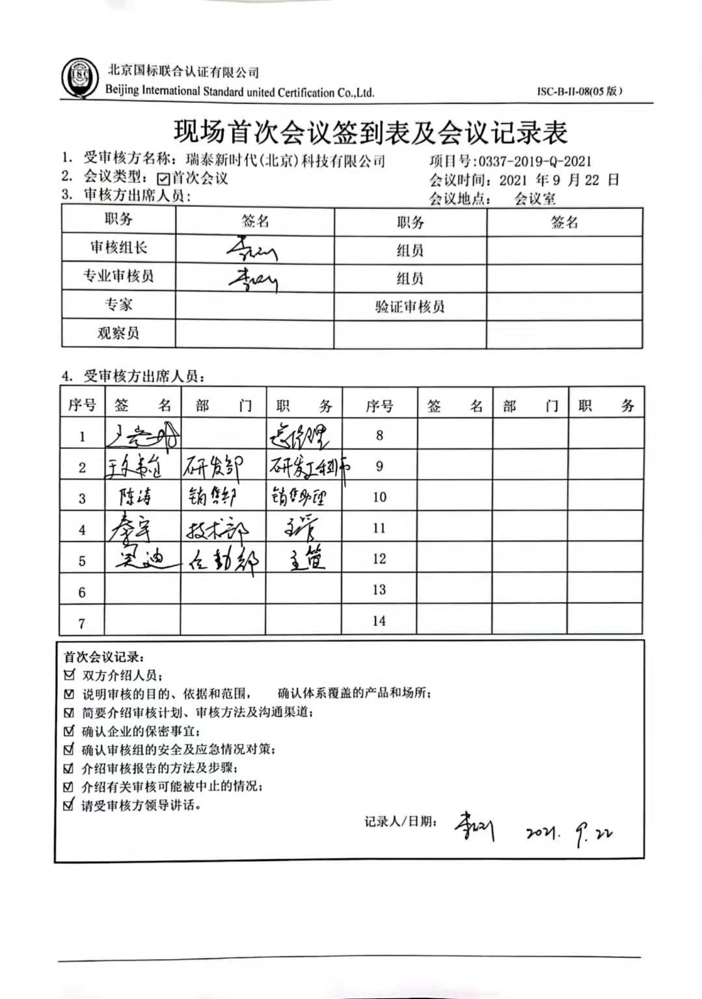 北京国标联合认证有限公司
Beijing International Standard united Certification Co.,Ltd.
ISC-B-II-08(05版)
现场首次会议签到表及会议记录表
1. 受审核方名称：瑞泰新时代(北京)科技有限公司 项目号:0337-2019-Q-2021
2. 会议类型：☑首次会议 会议时间：2021 年 9 月 22 日
3. 审核方出席人员: 会议地点： 会议室
职务 签名 职务 签名
审核组长 组员
专业审核员 组员
专家 验证审核员
观察员
4. 受审核方出席人员：
序号 签 名 部 门 职 务 序号 签 名 部 门 职 务
1 总经理 8
2 研发部 研发工程师 9
3 陈涛 销售部 销售助理 10
4 秦宇 技术部 主管 11
5 吴迪 主管 12
6 13
7 14
首次会议记录：
☑ 双方介绍人员；
☑ 说明审核的目的、依据和范围， 确认体系覆盖的产品和场所；
☑ 简要介绍审核计划、审核方法及沟通渠道；
☑ 确认企业的保密事宜；
☑ 确认审核组的安全及应急情况对策；
☑ 介绍审核报告的方法及步骤；
☑ 介绍有关审核可能被中止的情况；
☑ 请受审核方领导讲话。
记录人/日期： 2021. 9. 22